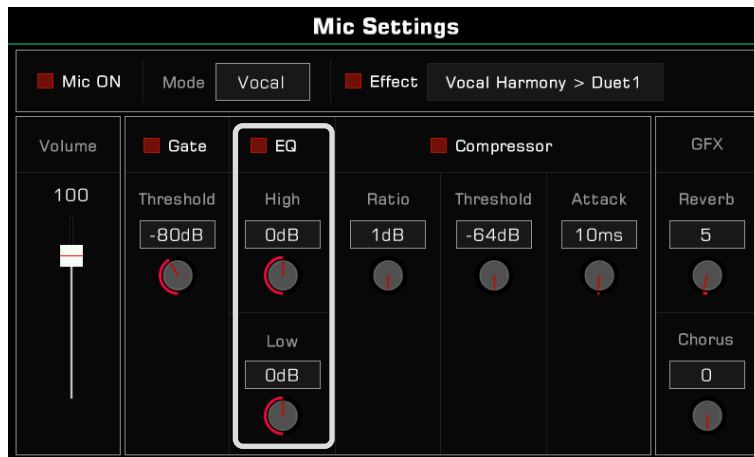 Mic Settings
Mic ON Mode Vocal Effect Vocal Harmony > Duet1
Volume Gate EQ Compressor GFX
100 Threshold High Ratio Threshold Attack Reverb
-80dB 0dB 1dB -64dB 10ms 5
Low Chorus
0dB 0